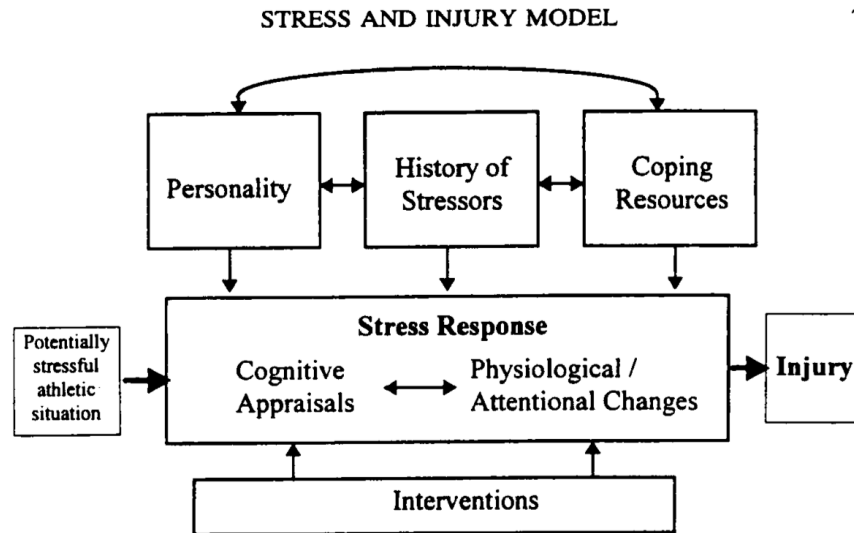 STRESS AND INJURY MODEL
Personality
History of
Stressors
Coping
Resources
Potentially
stressful
athletic
situation
Stress Response
Cognitive
Appraisals
Physiological /
Attentional Changes
Injury
Interventions